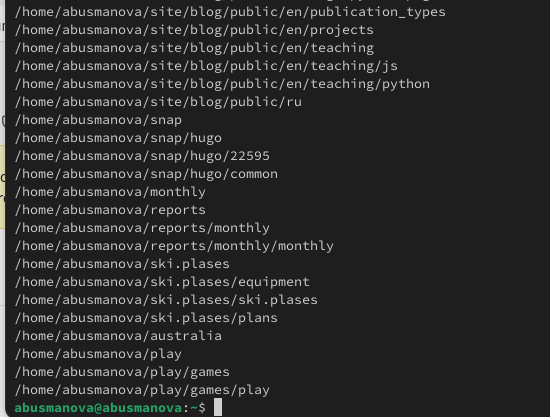 /home/abusmanova/site/blog/public/en/publication_types
/home/abusmanova/site/blog/public/en/projects
/home/abusmanova/site/blog/public/en/teaching
/home/abusmanova/site/blog/public/en/teaching/js
/home/abusmanova/site/blog/public/en/teaching/python
/home/abusmanova/site/blog/public/ru
/home/abusmanova/snap
/home/abusmanova/snap/hugo
/home/abusmanova/snap/hugo/22595
/home/abusmanova/snap/hugo/common
/home/abusmanova/monthly
/home/abusmanova/reports
/home/abusmanova/reports/monthly
/home/abusmanova/reports/monthly/monthly
/home/abusmanova/ski.plases
/home/abusmanova/ski.plases/equipment
/home/abusmanova/ski.plases/ski.plases
/home/abusmanova/ski.plases/plans
/home/abusmanova/australia
/home/abusmanova/play
/home/abusmanova/play/games
/home/abusmanova/play/games/play
abusmanova@abusmanova:~$